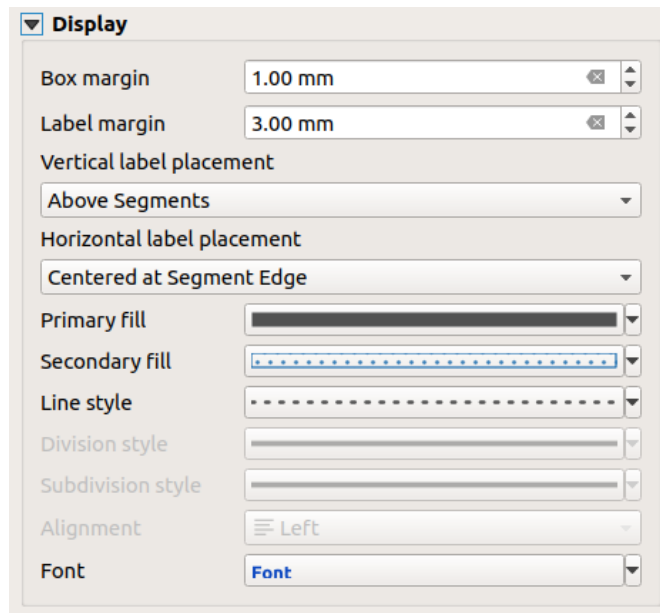 Display
Box margin 1.00 mm
Label margin 3.00 mm
Vertical label placement
Above Segments
Horizontal label placement
Centered at Segment Edge
Primary fill
Secondary fill
Line style
Division style
Subdivision style
Alignment Left
Font Font